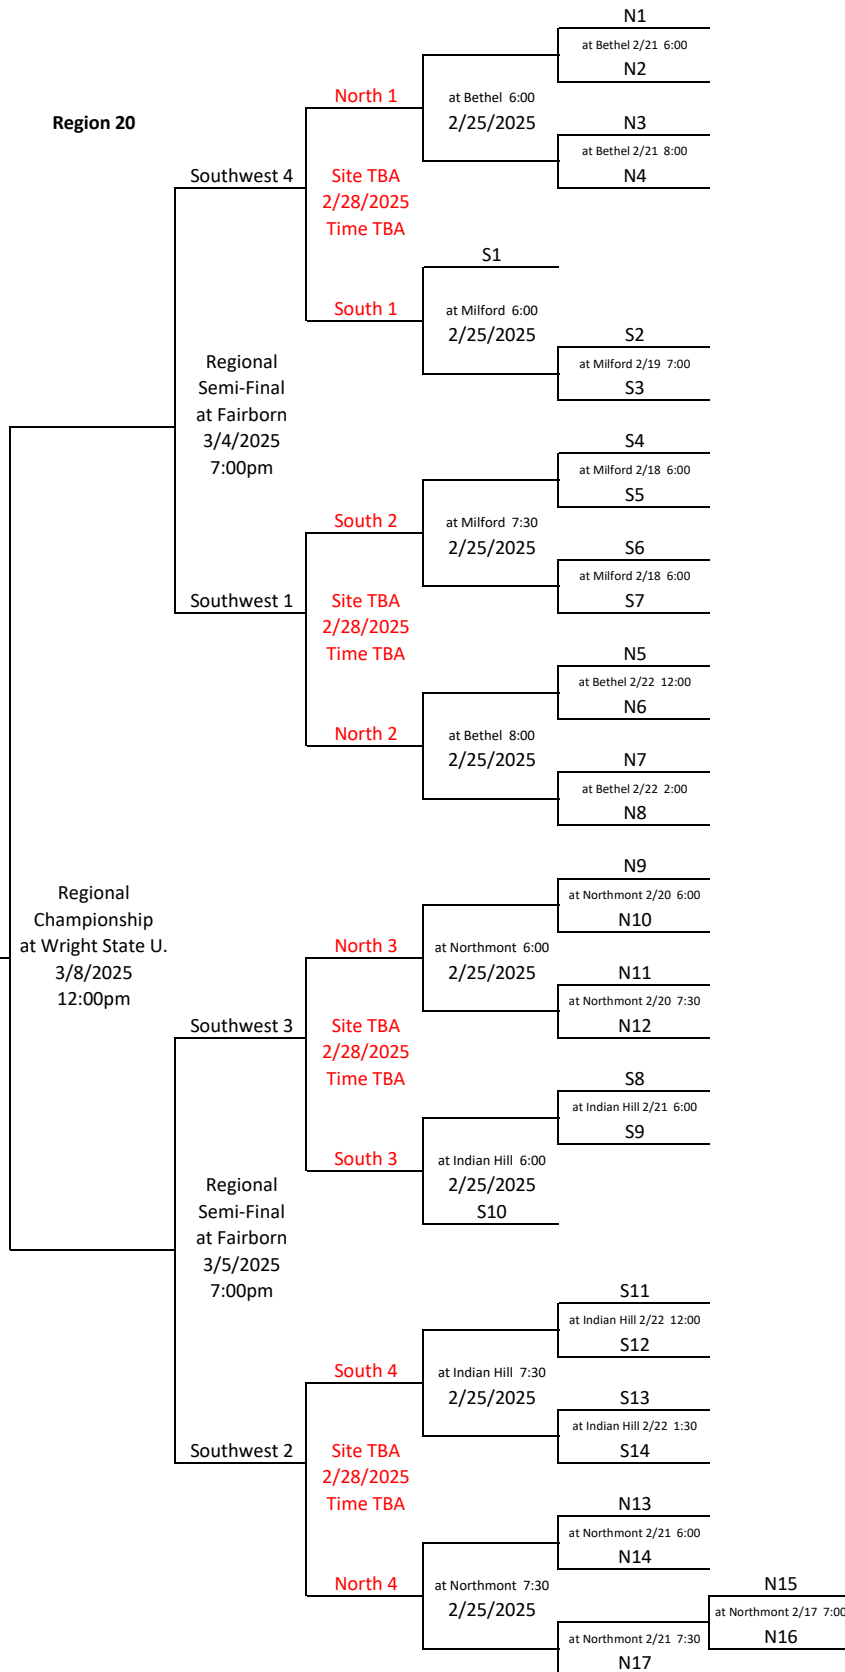 N1
at Bethel 2/21 6:00
N2
North 1
at Bethel 6:00
2/25/2025
Region 20
N3
at Bethel 2/21 8:00
N4
Southwest 4
Site TBA
2/28/2025
Time TBA
S1
South 1
at Milford 6:00
2/25/2025
S2
at Milford 2/19 7:00
S3
Regional
Semi-Final
at Fairborn
3/4/2025
7:00pm
S4
at Milford 2/18 6:00
S5
South 2
at Milford 7:30
2/25/2025
S6
at Milford 2/18 6:00
S7
Southwest 1
Site TBA
2/28/2025
Time TBA
N5
at Bethel 2/22 12:00
N6
North 2
at Bethel 8:00
2/25/2025
N7
at Bethel 2/22 2:00
N8
Regional
Championship
at Wright State U.
3/8/2025
12:00pm
N9
at Northmont 2/20 6:00
N10
North 3
at Northmont 6:00
2/25/2025
N11
at Northmont 2/20 7:30
N12
Southwest 3
Site TBA
2/28/2025
Time TBA
S8
at Indian Hill 2/21 6:00
S9
South 3
at Indian Hill 6:00
2/25/2025
S10
Regional
Semi-Final
at Fairborn
3/5/2025
7:00pm
S11
at Indian Hill 2/22 12:00
S12
South 4
at Indian Hill 7:30
2/25/2025
S13
at Indian Hill 2/22 1:30
S14
Southwest 2
Site TBA
2/28/2025
Time TBA
N13
at Northmont 2/21 6:00
N14
North 4
at Northmont 7:30
2/25/2025
N15
at Northmont 2/17 7:00
N16
at Northmont 2/21 7:30
N17